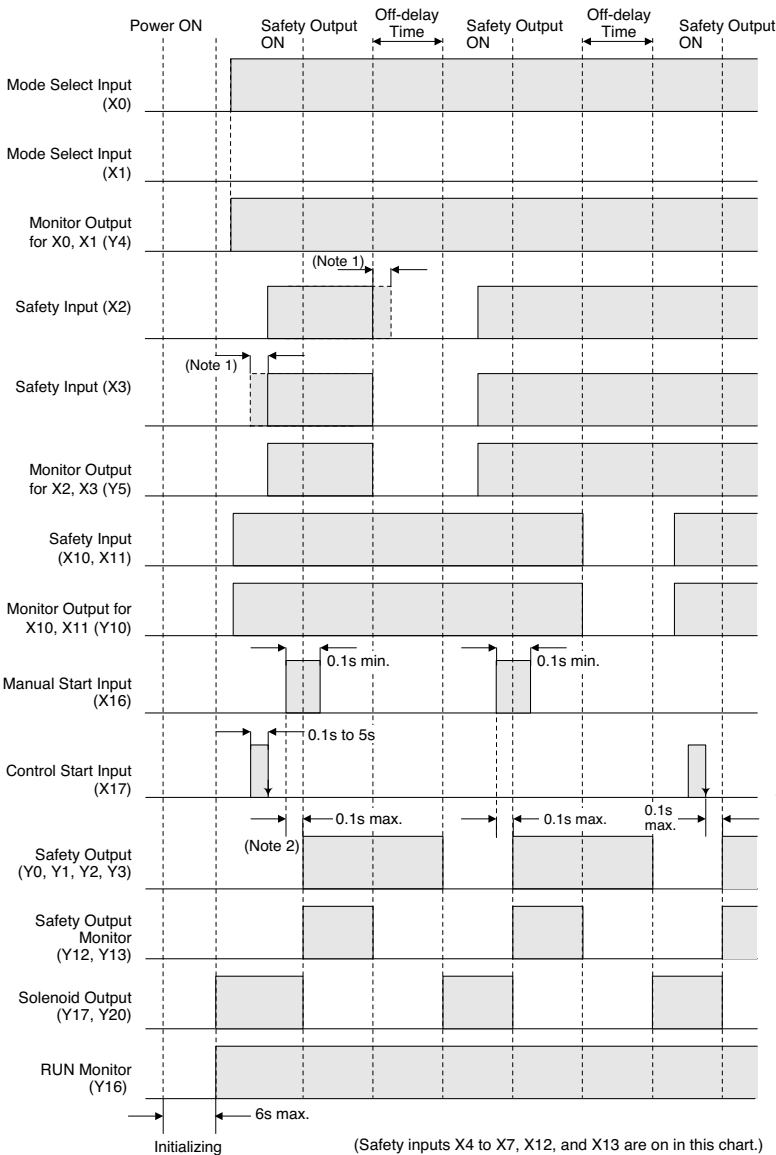 Power ON
Safety Output
ON
Off-delay
Time
Safety Output
ON
Off-delay
Time
Safety Output
ON
Mode Select Input
(X0)
Mode Select Input
(X1)
Monitor Output
for X0, X1 (Y4)
(Note 1)
Safety Input (X2)
(Note 1)
Safety Input (X3)
Monitor Output
for X2, X3 (Y5)
Safety Input
(X10, X11)
Monitor Output for
X10, X11 (Y10)
0.1s min.
0.1s min.
Manual Start Input
(X16)
0.1s to 5s
Control Start Input
(X17)
0.1s max.
0.1s max.
0.1s
max.
(Note 2)
Safety Output
(Y0, Y1, Y2, Y3)
Safety Output
Monitor
(Y12, Y13)
Solenoid Output
(Y17, Y20)
RUN Monitor
(Y16)
6s max.
Initializing
(Safety inputs X4 to X7, X12, and X13 are on in this chart.)